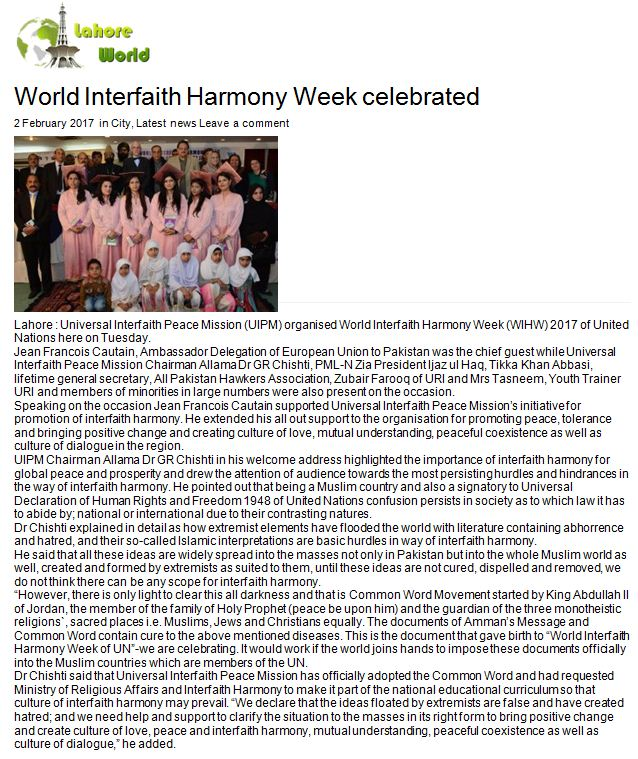 Lahore
World
World Interfaith Harmony Week celebrated
2 February 2017 in City, Latest news Leave a comment
Lahore : Universal Interfaith Peace Mission (UIPM) organised World Interfaith Harmony Week (WIHW) 2017 of United
Nations here on Tuesday.
Jean Francois Cautain, Ambassador Delegation of European Union to Pakistan was the chief guest while Universal
Interfaith Peace Mission Chairman Allama Dr GR Chishti, PML-N Zia President Ijaz ul Haq, Tikka Khan Abbasi,
lifetime general secretary, All Pakistan Hawkers Association, Zubair Farooq of URI and Mrs Tasneem, Youth Trainer
URI and members of minorities in large numbers were also present on the occasion.
Speaking on the occasion Jean Francois Cautain supported Universal Interfaith Peace Mission's initiative for
promotion of interfaith harmony. He extended his all out support to the organisation for promoting peace, tolerance
and bringing positive change and creating culture of love, mutual understanding, peaceful coexistence as well as
culture of dialogue in the region.
UIPM Chairman Allama Dr GR Chishti in his welcome address highlighted the importance of interfaith harmony for
global peace and prosperity and drew the attention of audience towards the most persisting hurdles and hindrances in
the way of interfaith harmony. He pointed out that being a Muslim country and also a signatory to Universal
Declaration of Human Rights and Freedom 1948 of United Nations confusion persists in society as to which law it has
to abide by; national or international due to their contrasting natures.
Dr Chishti explained in detail as how extremist elements have flooded the world with literature containing abhorrence
and hatred, and their so-called Islamic interpretations are basic hurdles in way of interfaith harmony.
He said that all these ideas are widely spread into the masses not only in Pakistan but into the whole Muslim world as
well, created and formed by extremists as suited to them, until these ideas are not cured, dispelled and removed, we
do not think there can be any scope for interfaith harmony.
“However, there is only light to clear this all darkness and that is Common Word Movement started by King Abdullah II
of Jordan, the member of the family of Holy Prophet (peace be upon him) and the guardian of the three monotheistic
religions`, sacred places i.e. Muslims, Jews and Christians equally. The documents of Amman's Message and
Common Word contain cure to the above mentioned diseases. This is the document that gave birth to “World Interfaith
Harmony Week of UN”-we are celebrating. It would work if the world joins hands to impose these documents officially
into the Muslim countries which are members of the UN.
Dr Chishti said that Universal Interfaith Peace Mission has officially adopted the Common Word and had requested
Ministry of Religious Affairs and Interfaith Harmony to make it part of the national educational curriculum so that
culture of interfaith harmony may prevail. “We declare that the ideas floated by extremists are false and have created
hatred; and we need help and support to clarify the situation to the masses in its right form to bring positive change
and create culture of love, peace and interfaith harmony, mutual understanding, peaceful coexistence as well as
culture of dialogue,” he added.